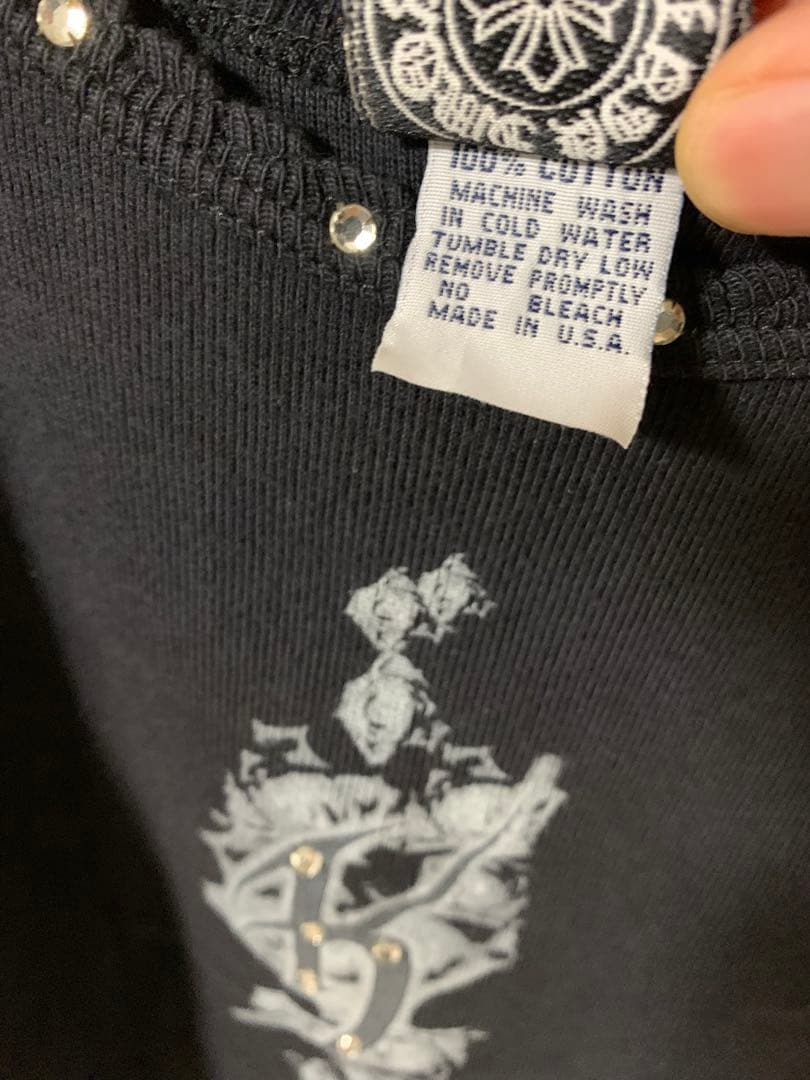 100% COTTON
MACHINE WASH
IN COLD WATER
TUMBLE DRY LOW
REMOVE PROMPTLY
NO BLEACH
MADE IN U.S.A.